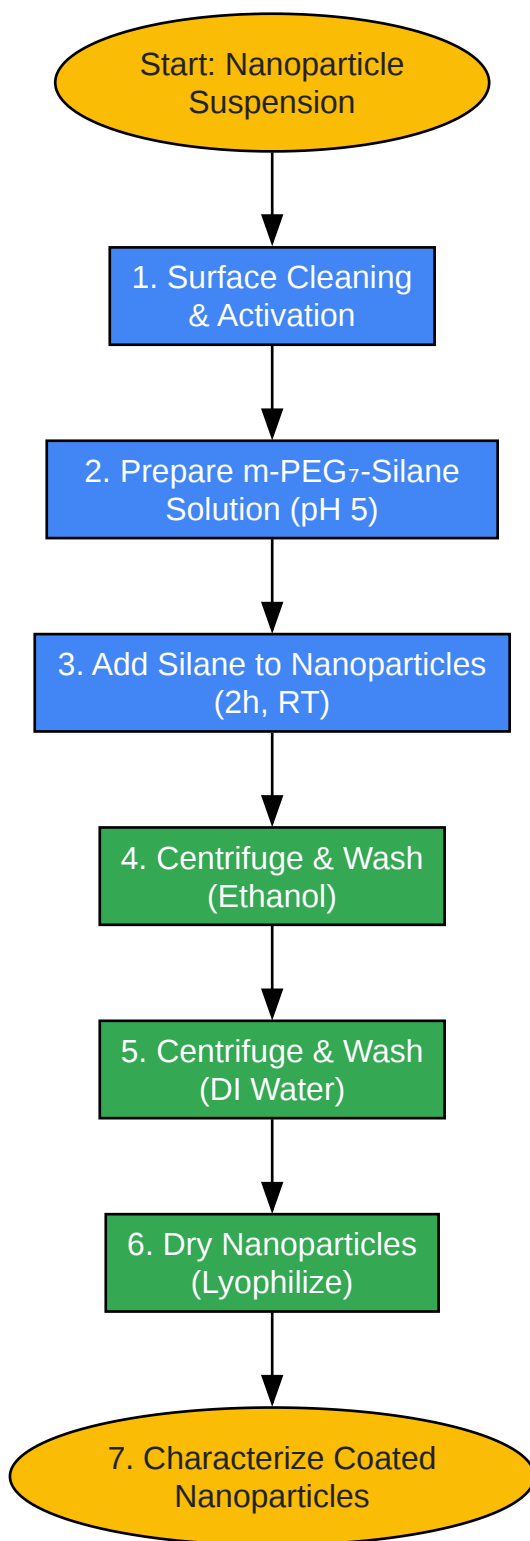 Start: Nanoparticle
Suspension
1. Surface Cleaning
& Activation
2. Prepare m-PEG₇-Silane
Solution (pH 5)
3. Add Silane to Nanoparticles
(2h, RT)
4. Centrifuge & Wash
(Ethanol)
5. Centrifuge & Wash
(DI Water)
6. Dry Nanoparticles
(Lyophilize)
7. Characterize Coated
Nanoparticles